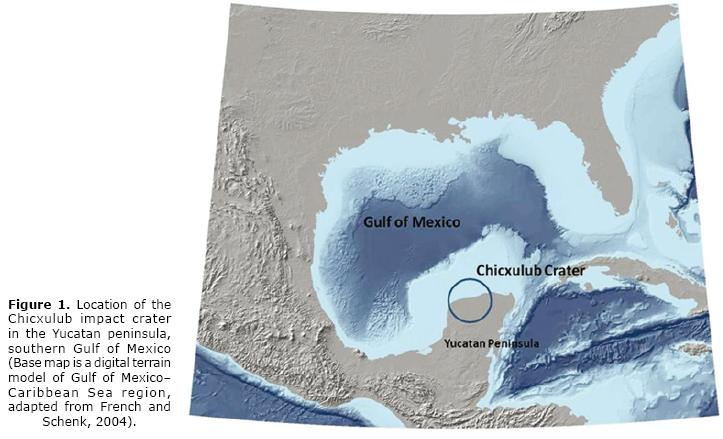 Gulf of Mexico
Chicxulub Crater
Yucatan Peninsula
Figure 1. Location of the
Chicxulub impact crater
in the Yucatan peninsula,
southern Gulf of Mexico
(Base map is a digital terrain
model of Gulf of Mexico–
Caribbean Sea region,
adapted from French and
Schenk, 2004).